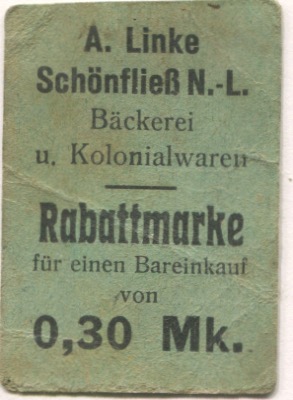 A. Linke
Schönfließ N.-L.
Bäckerei
u. Kolonialwaren
Rabattmarke
für einen Bareinkauf
von
0,30 Mk.